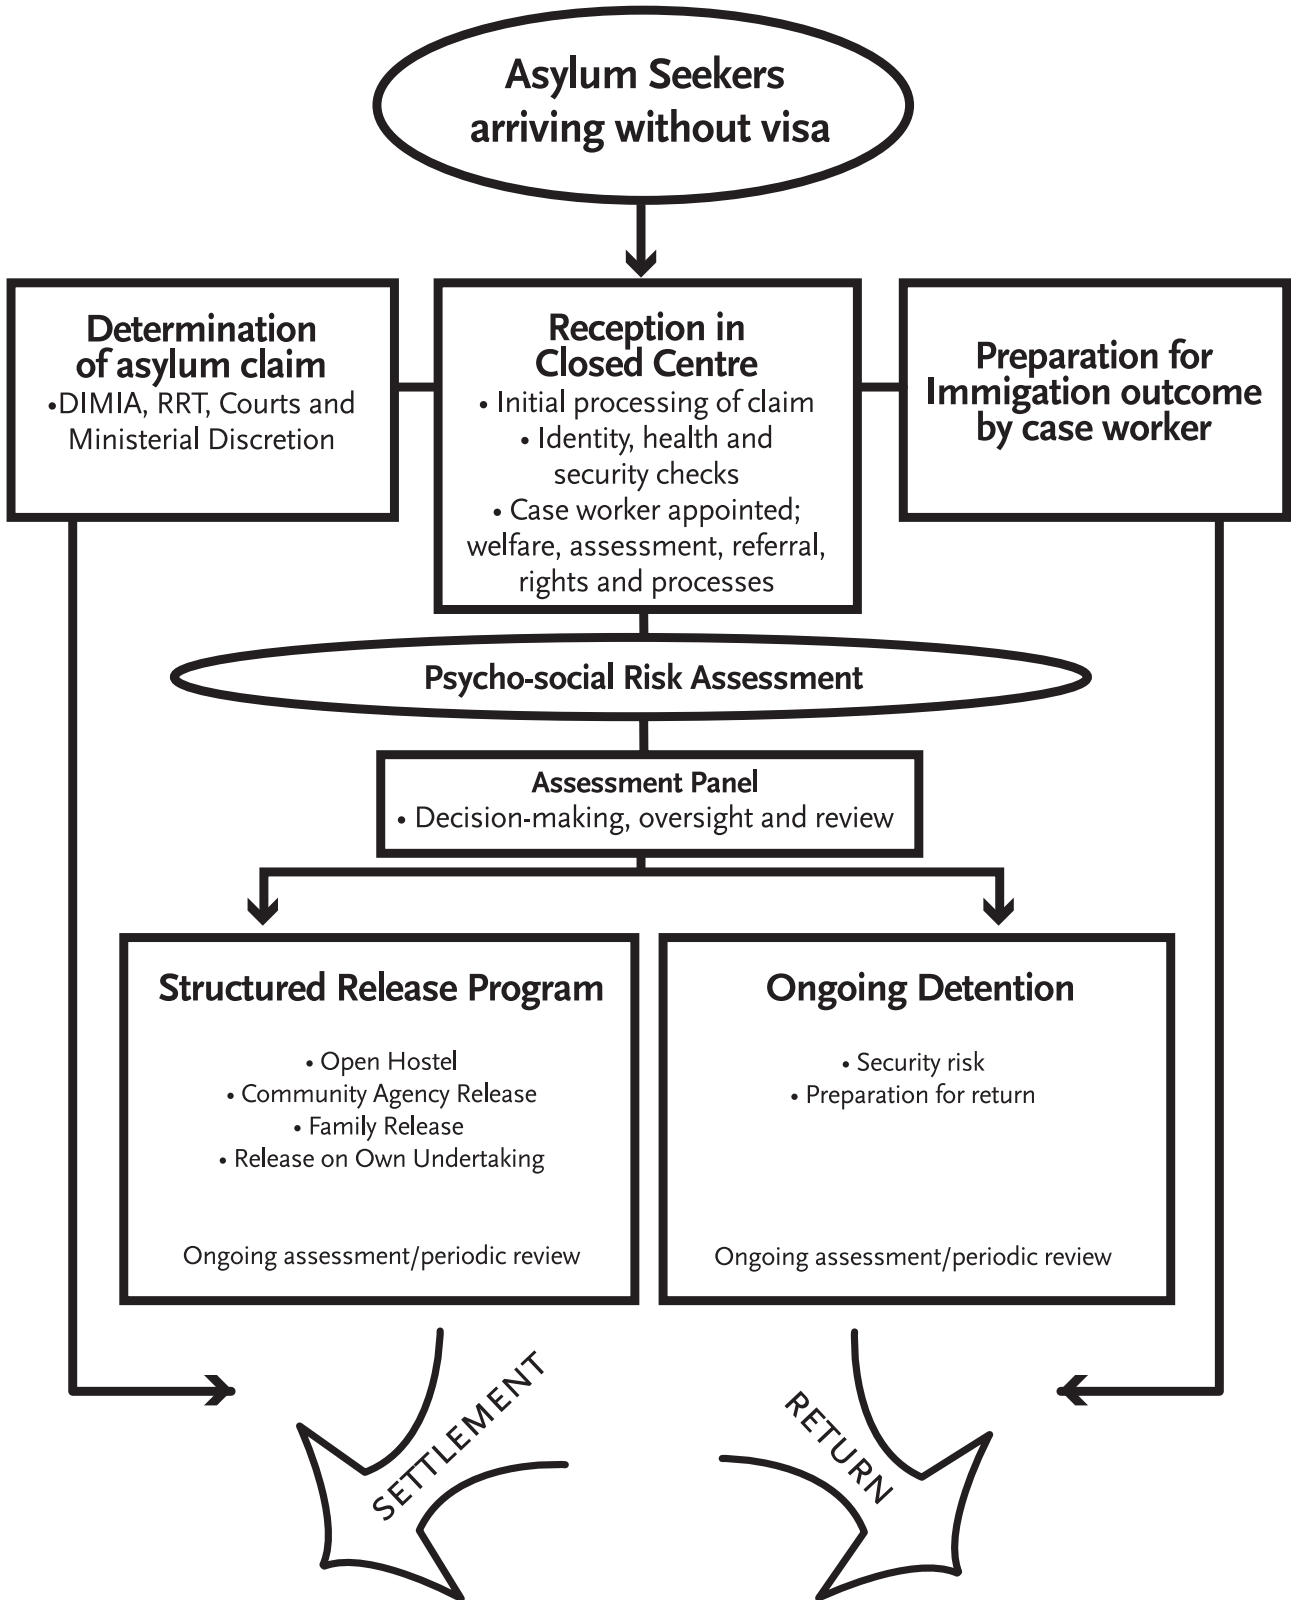 Asylum Seekers
arriving without visa
Determination
of asylum claim
•DIMIA, RRT, Courts and
Ministerial Discretion
Reception in
Closed Centre
• Initial processing of claim
• Identity, health and
security checks
• Case worker appointed;
welfare, assessment, referral,
rights and processes
Preparation for
Immigation outcome
by case worker
Psycho-social Risk Assessment
Assessment Panel
• Decision-making, oversight and review
Structured Release Program
• Open Hostel
• Community Agency Release
• Family Release
• Release on Own Undertaking
Ongoing assessment/periodic review
Ongoing Detention
• Security risk
• Preparation for return
Ongoing assessment/periodic review
SETTLEMENT
RETURN